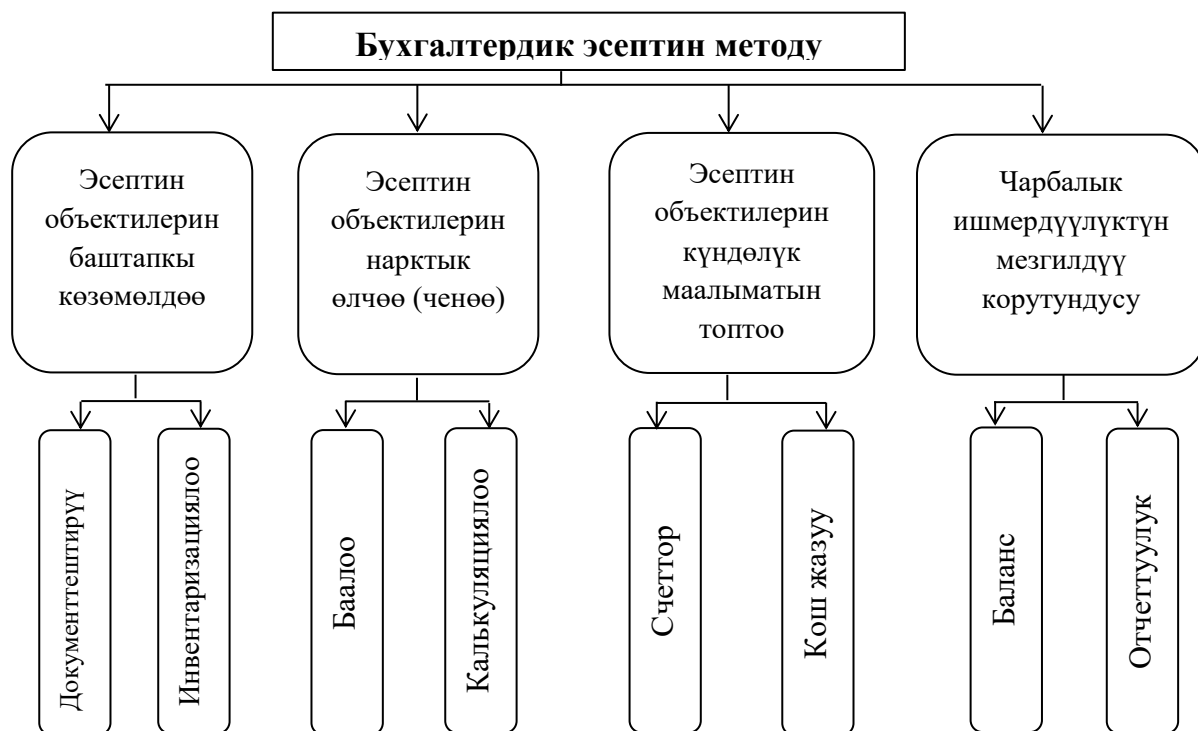 Бухгалтердик эсептин методу
Эсептин
объектилерин
баштапкы
көзөмөлдөө
Эсептин
объектилерин
нарктык
өлчөө (ченөө)
Эсептин
объектилерин
күндөлүк
маалыматын
топтоо
Чарбалык
ишмердүүлүктүн
мезгилдүү
корутундусу
Документтештирүү
Инвентаризациялоо
Баалоо
Калькуляциялоо
Счеттор
Кош жазуу
Баланс
Отчеттуулук